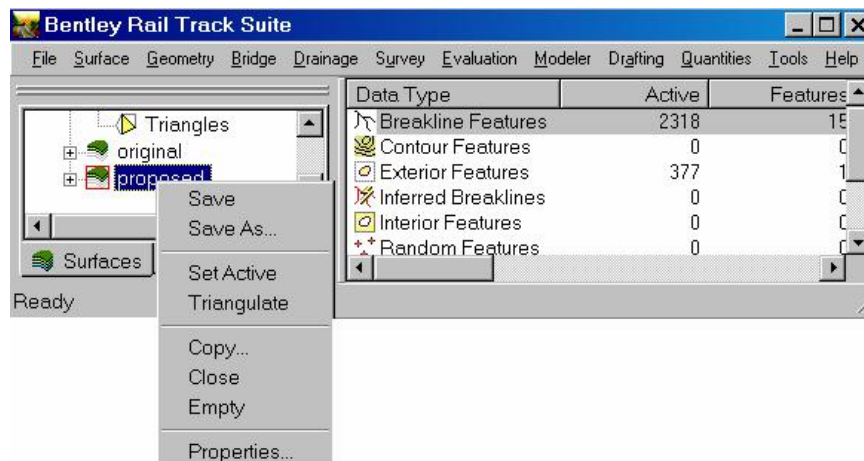 Bentley Rail Track Suite
File Surface Geometry Bridge Drainage Survey Evaluation Modeler Drafting Quantities Tools Help
Data Type Active Features
Triangles
original
proposed
Breakline Features 2318 15
Contour Features 0
Exterior Features 377 1
Inferred Breaklines 0
Interior Features 0
Random Features 0
Surfaces
Ready
Save
Save As...
Set Active
Triangulate
Copy...
Close
Empty
Properties...